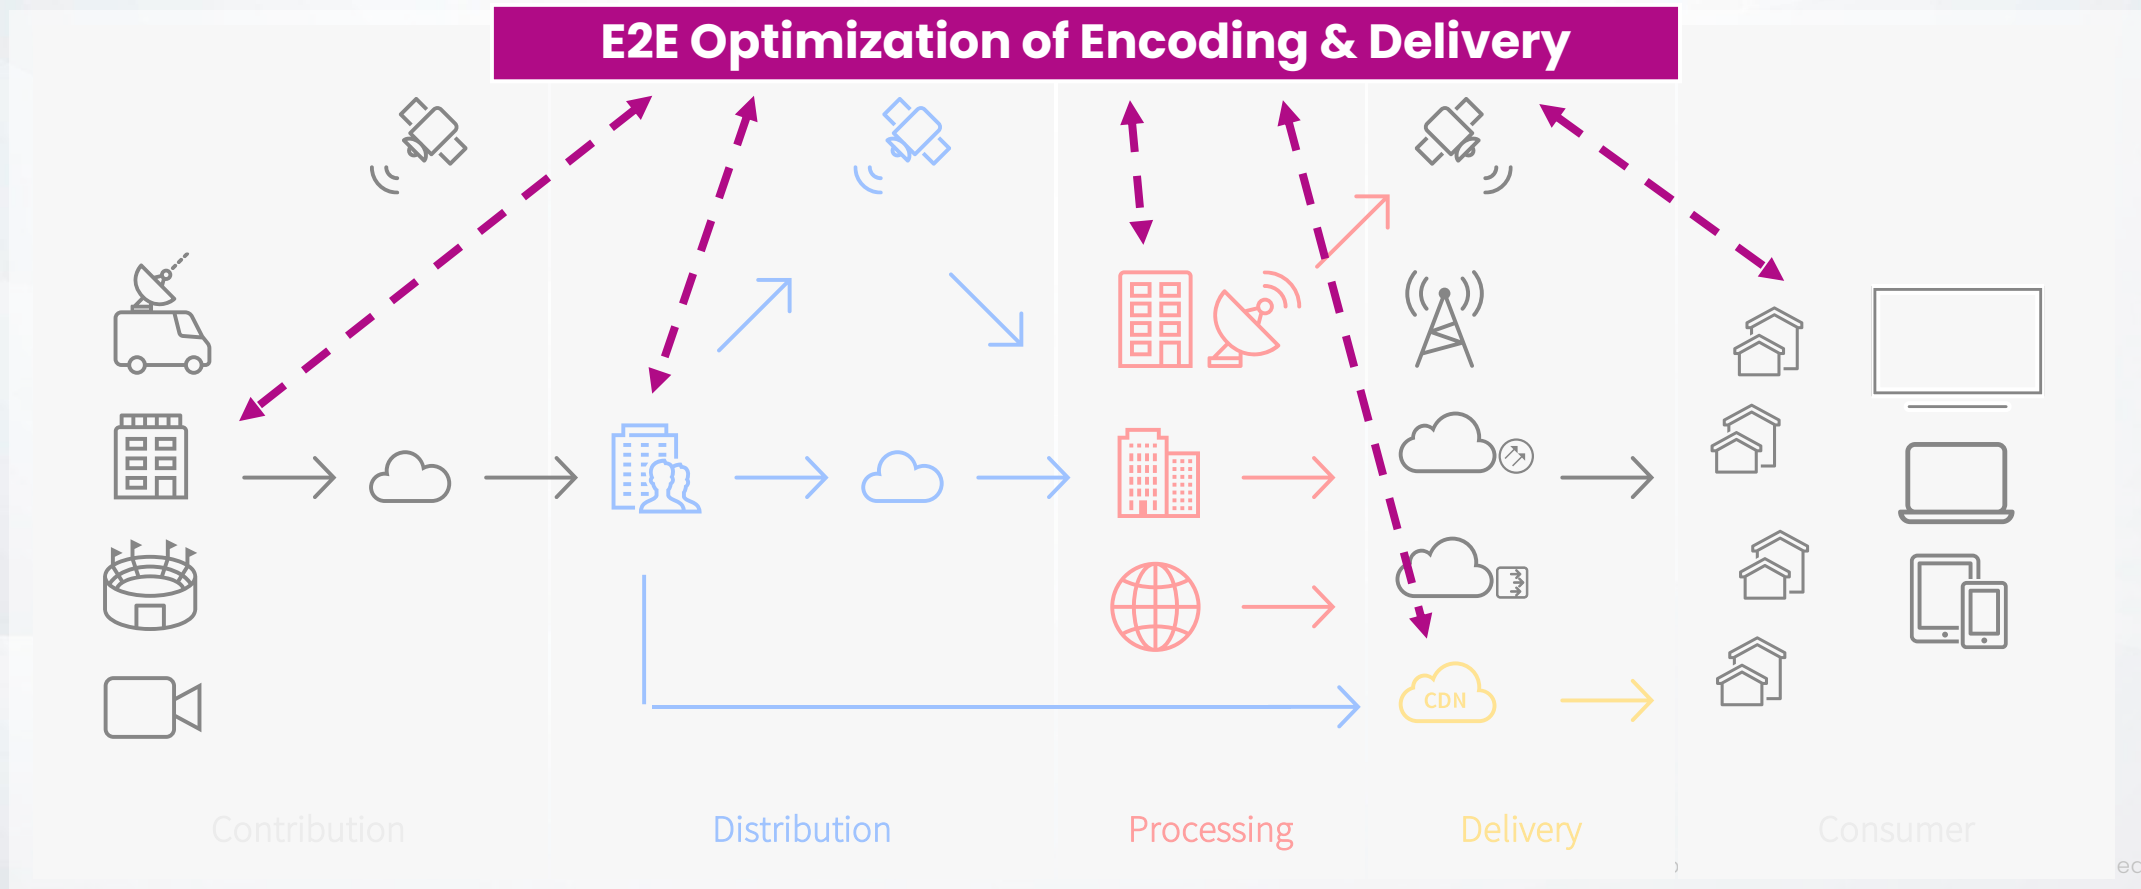 E2E Optimization of Encoding & Delivery
CDN
Contribution
Distribution
Processing
Delivery
Consumer